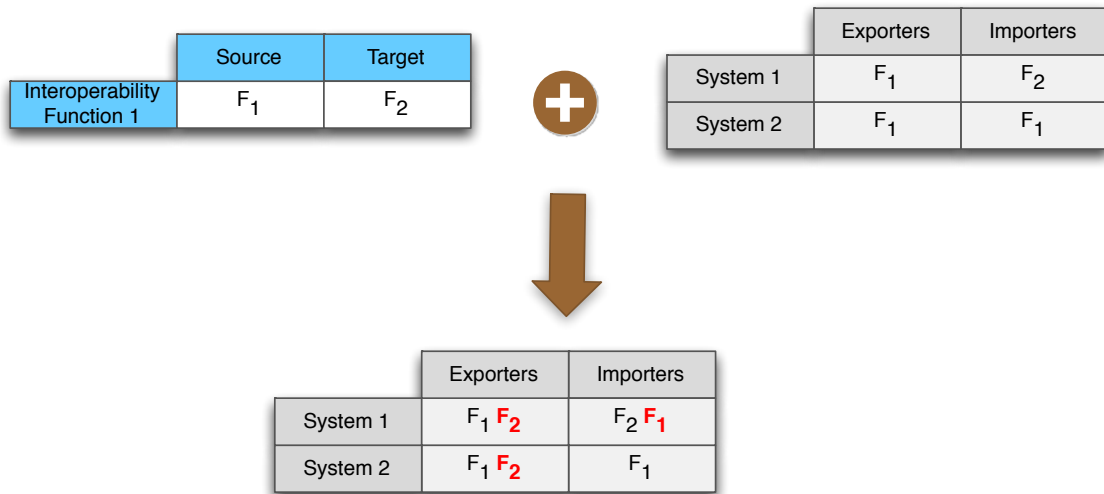 Source Target
Interoperability
Function 1
F₁ F₂
Exporters Importers
System 1 F₁ F₂
System 2 F₁ F₁
Exporters Importers
System 1 F₁ F₂ F₂ F₁
System 2 F₁ F₂ F₁